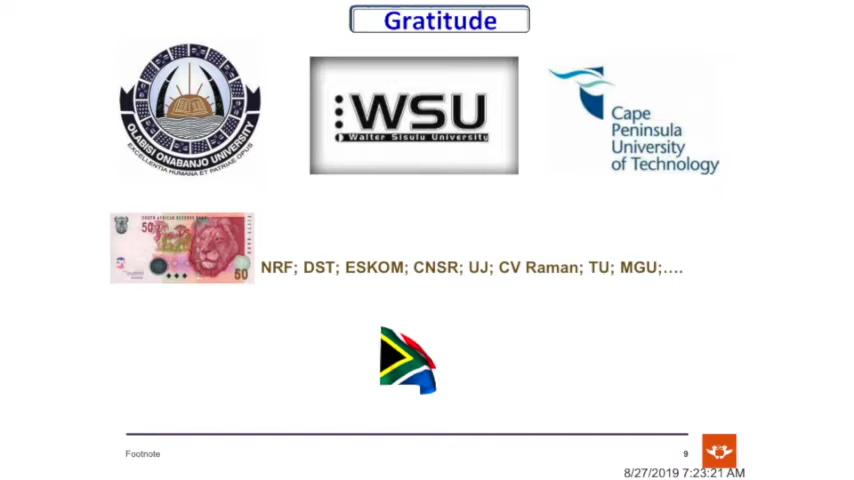 Gratitude
OLABISI ONABANJO UNIVERSITY
EXCELLENTIA HUMANA ET PATRIAE OPUS
WSU
Walter Sisulu University
Cape
Peninsula
University
of Technology
SOUTH AFRICAN RESERVE BANK
50
FIFTY RAND
50
NRF; DST; ESKOM; CNSR; UJ; CV Raman; TU; MGU;....
Footnote
9
8/27/2019 7:23:21 AM